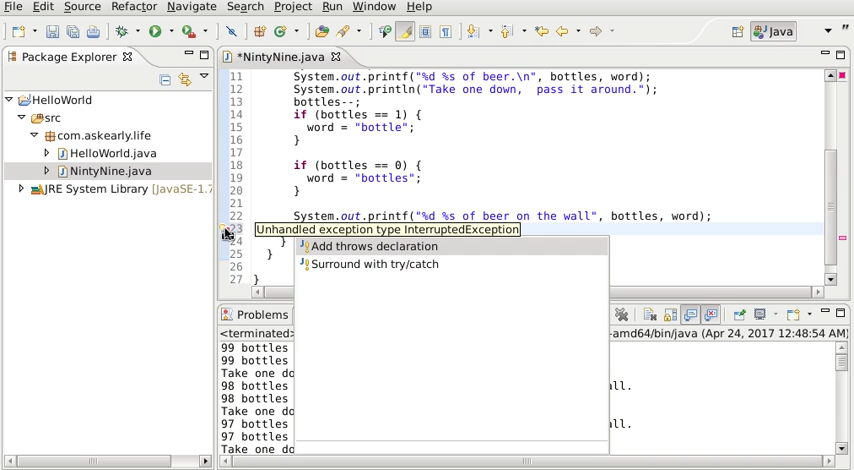 File Edit Source Refactor Navigate Search Project Run Window Help
Java
Package Explorer
*NintyNine.java
HelloWorld
src
com.askearly.life
HelloWorld.java
NintyNine.java
JRE System Library [JavaSE-1.7
11 System.out.printf("%d %s of beer.\n", bottles, word);
12 System.out.println("Take one down,  pass it around.");
13 bottles--;
14 if (bottles == 1) {
15 word = "bottle";
16 }
17
18 if (bottles == 0) {
19 word = "bottles";
20 }
21
22 System.out.printf("%d %s of beer on the wall", bottles, word);
23 Unhandled exception type InterruptedException
24 }
25 }
26
27 }
Add throws declaration
Surround with try/catch
Problems
<terminated> -amd64/bin/java (Apr 24, 2017 12:48:54 AM)
99 bottles
99 bottles
Take one do
98 bottles ll.
98 bottles
Take one do
97 bottles ll.
97 bottles
Take one do